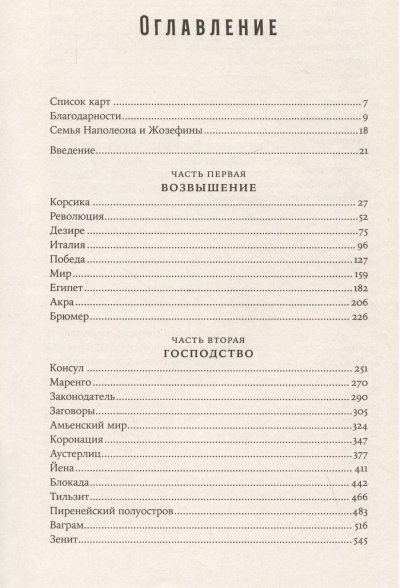 ОГЛАВЛЕНИЕ
Список карт 7
Благодарности 9
Семья Наполеона и Жозефины 18
Введение 21
ЧАСТЬ ПЕРВАЯ
ВОЗВЫШЕНИЕ
Корсика 27
Революция 52
Дезире 75
Италия 96
Победа 127
Мир 159
Египет 182
Акра 206
Брюмер 226
ЧАСТЬ ВТОРАЯ
ГОСПОДСТВО
Консул 251
Маренго 270
Законодатель 290
Заговоры 305
Амьенский мир 324
Коронация 347
Аустерлиц 377
Йена 411
Блокада 442
Тильзит 466
Пиренейский полуостров 483
Ваграм 516
Зенит 545